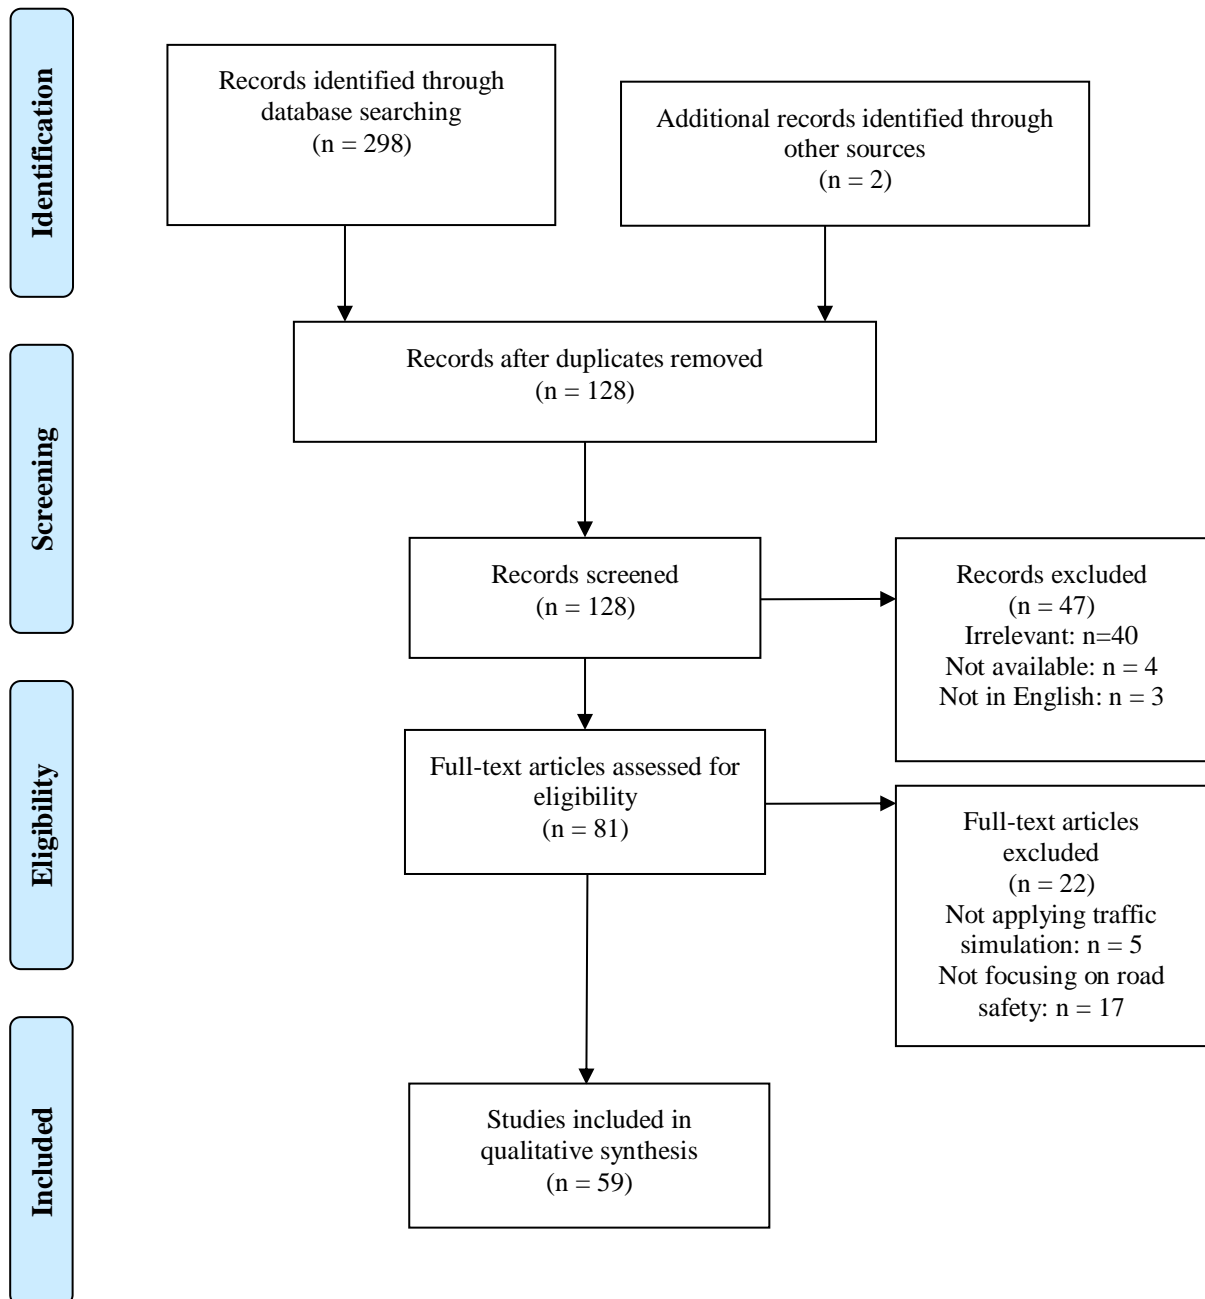 Identification
Records identified through
database searching
(n = 298)
Additional records identified through
other sources
(n = 2)
Screening
Records after duplicates removed
(n = 128)
Records screened
(n = 128)
Records excluded
(n = 47)
Irrelevant: n=40
Not available: n = 4
Not in English: n = 3
Eligibility
Full-text articles assessed for
eligibility
(n = 81)
Full-text articles
excluded
(n = 22)
Not applying traffic
simulation: n = 5
Not focusing on road
safety: n = 17
Included
Studies included in
qualitative synthesis
(n = 59)